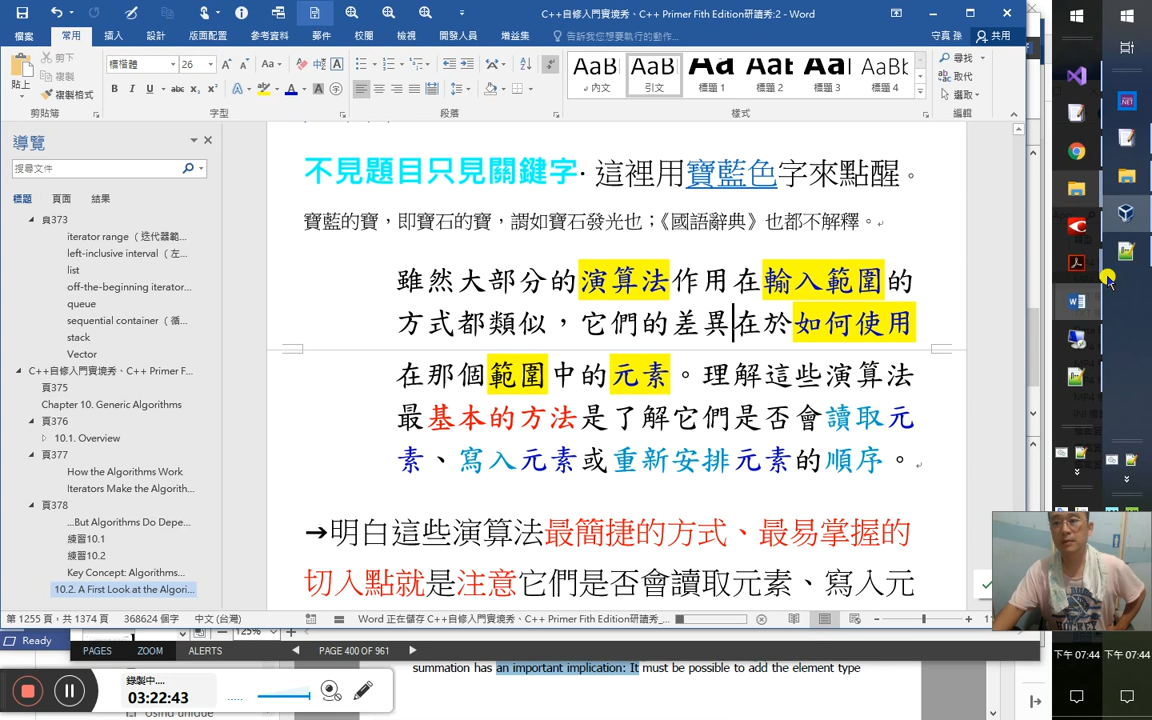 C++自修入門實境秀、C++ Primer Fith Edition研讀秀:2 - Word
檔案
常用
插入
設計
版面配置
參考資料
郵件
校閱
檢視
開發人員
增益集
告訴我您想要執行的動作...
守真 孫
共用
貼上
剪下
複製
複製格式
剪貼簿
標楷體
26
字型
段落
AaBb
內文
AaBb
引文
AaB
標題 1
AaBb
標題 2
AaBb
標題 3
AaBb
標題 4
樣式
尋找
取代
選取
編輯
導覽
搜尋文件
標題
頁面
結果
頁373
iterator range（迭代器範...
left-inclusive interval（左...
list
off-the-beginning iterator...
queue
sequential container（循...
stack
Vector
C++自修入門實境秀、C++ Primer F...
頁375
Chapter 10. Generic Algorithms
頁376
10.1. Overview
頁377
How the Algorithms Work
Iterators Make the Algorith...
頁378
...But Algorithms Do Depe...
練習10.1
練習10.2
Key Concept: Algorithms...
10.2. A First Look at the Algori...
不見題目只見關鍵字·這裡用寶藍色字來點醒。
寶藍的寶，即寶石的寶，謂如寶石發光也；《國語辭典》也都不解釋。
雖然大部分的演算法作用在輸入範圍的
方式都類似，它們的差異在於如何使用
在那個範圍中的元素。理解這些演算法
最基本的方法是了解它們是否會讀取元
素、寫入元素或重新安排元素的順序。
→明白這些演算法最簡捷的方式、最易掌握的
切入點就是注意它們是否會讀取元素、寫入元
第 1255 頁，共 1374 頁
368624 個字
中文 (台灣)
Word 正在儲存 C++自修入門實境秀、C++ Primer Fith Edition研讀秀...
Ready
125%
PAGES
ZOOM
ALERTS
PAGE 400 OF 961
summation has an important implication: It must be possible to add the element type
錄製中....
03:22:43
Using unique
下午 07:44
下午 07:44